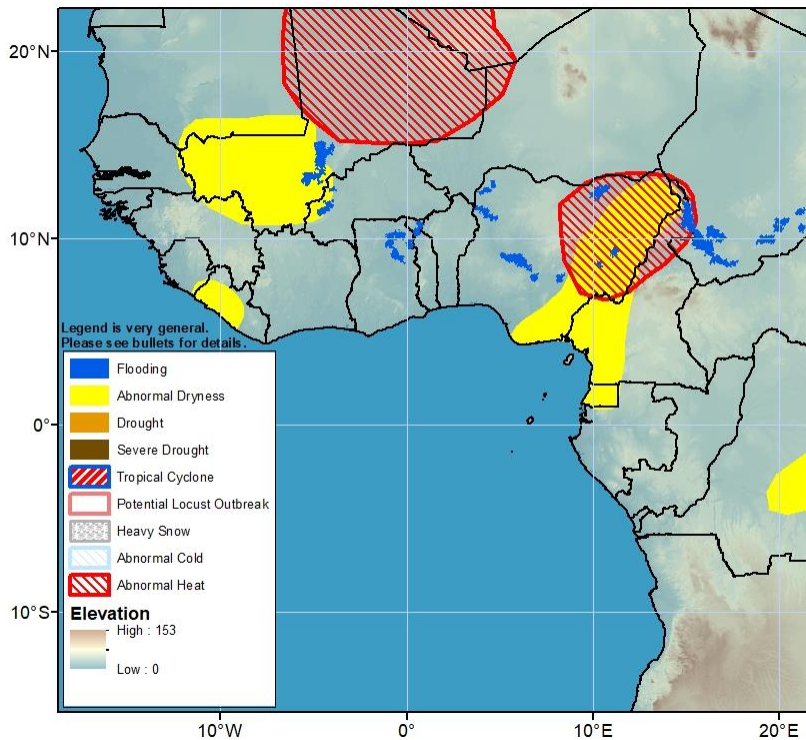 20°N
10°N
0°
10°S
Legend is very general.
Please see bullets for details.
Flooding
Abnormal Dryness
Drought
Severe Drought
Tropical Cyclone
Potential Locust Outbreak
Heavy Snow
Abnormal Cold
Abnormal Heat
Elevation
High : 153
Low : 0
10°W
0°
10°E
20°E